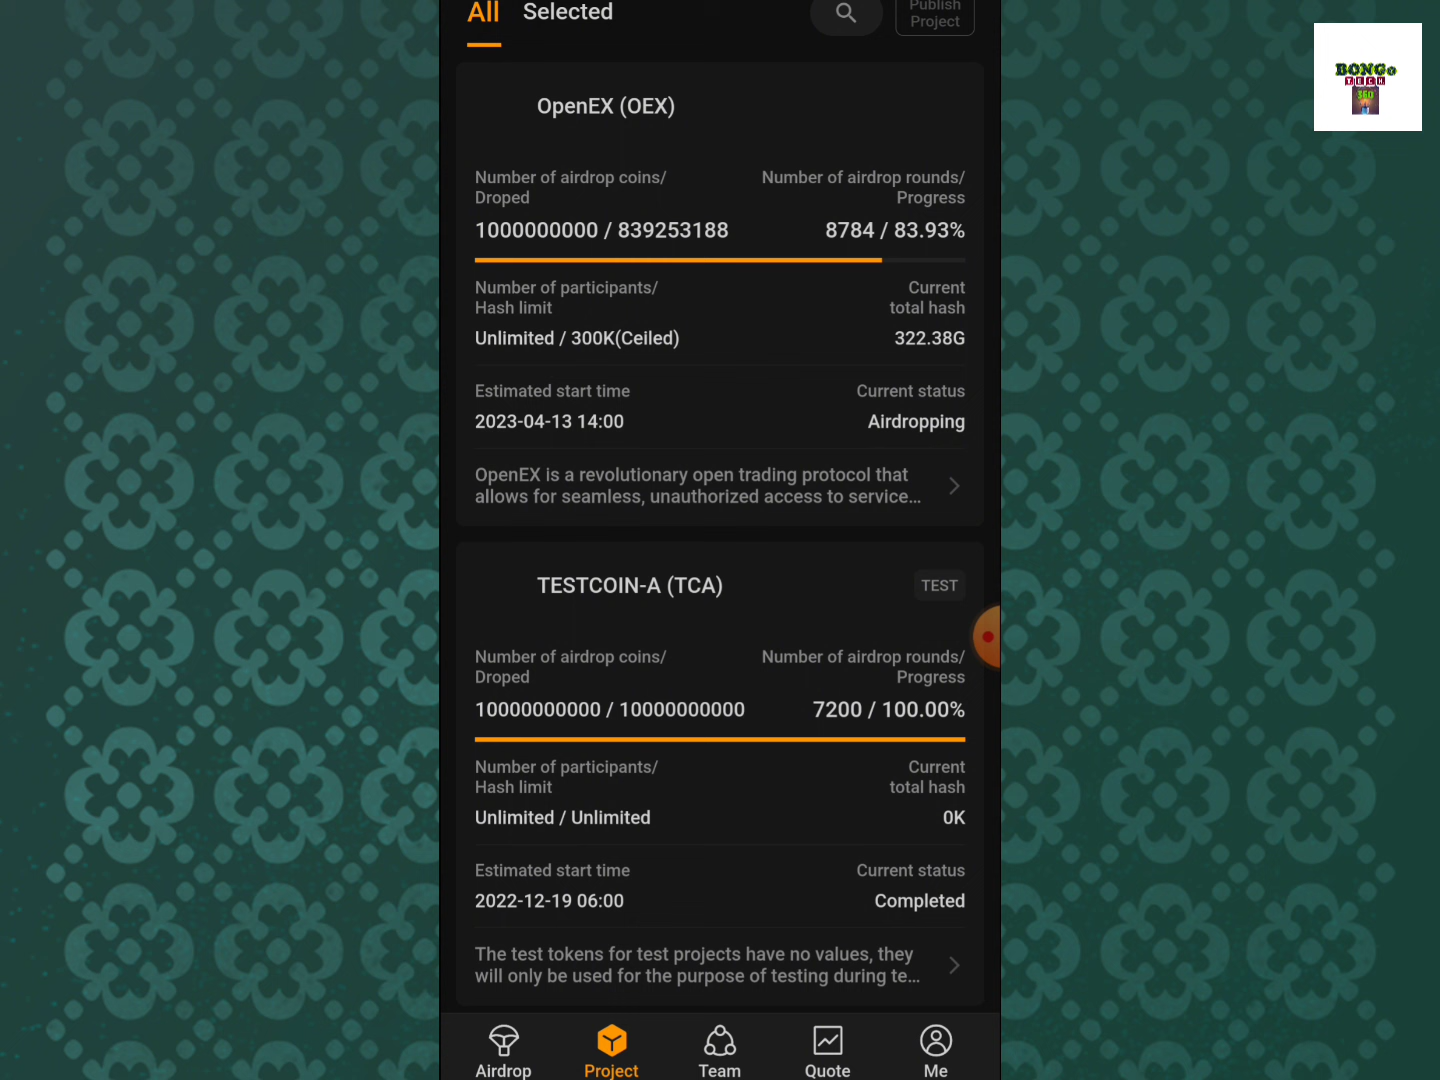 All Selected
Publish
Project
BONGo
TECH
360
OpenEX (OEX)
Number of airdrop coins/
Droped
Number of airdrop rounds/
Progress
1000000000 / 839253188
8784 / 83.93%
Number of participants/
Hash limit
Current
total hash
Unlimited / 300K(Ceiled)
322.38G
Estimated start time
Current status
2023-04-13 14:00
Airdropping
OpenEX is a revolutionary open trading protocol that
allows for seamless, unauthorized access to service...
TESTCOIN-A (TCA)
TEST
Number of airdrop coins/
Droped
Number of airdrop rounds/
Progress
10000000000 / 10000000000
7200 / 100.00%
Number of participants/
Hash limit
Current
total hash
Unlimited / Unlimited
0K
Estimated start time
Current status
2022-12-19 06:00
Completed
The test tokens for test projects have no values, they
will only be used for the purpose of testing during te...
Airdrop Project Team Quote Me